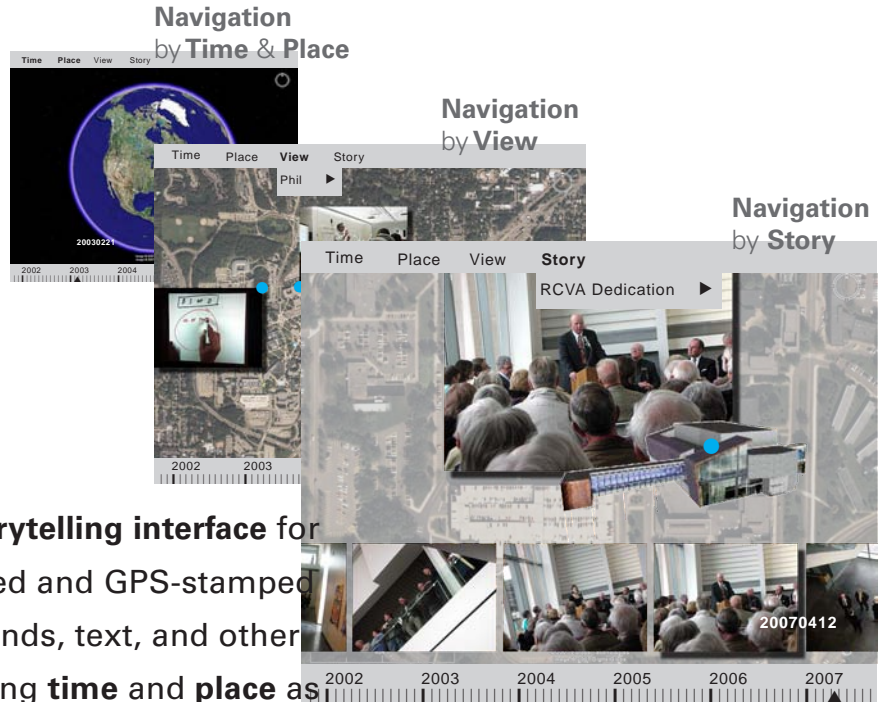 Navigation
by Time & Place
Time Place View Story
20030221
2002 2003 2004
Navigation
by View
Time Place View Story
Phil ▶
2002 2003
Navigation
by Story
Time Place View Story
RCVA Dedication ▶
20070412
2002 2003 2004 2005 2006 2007
rytelling interface for
ed and GPS-stamped
nds, text, and other
ng time and place as